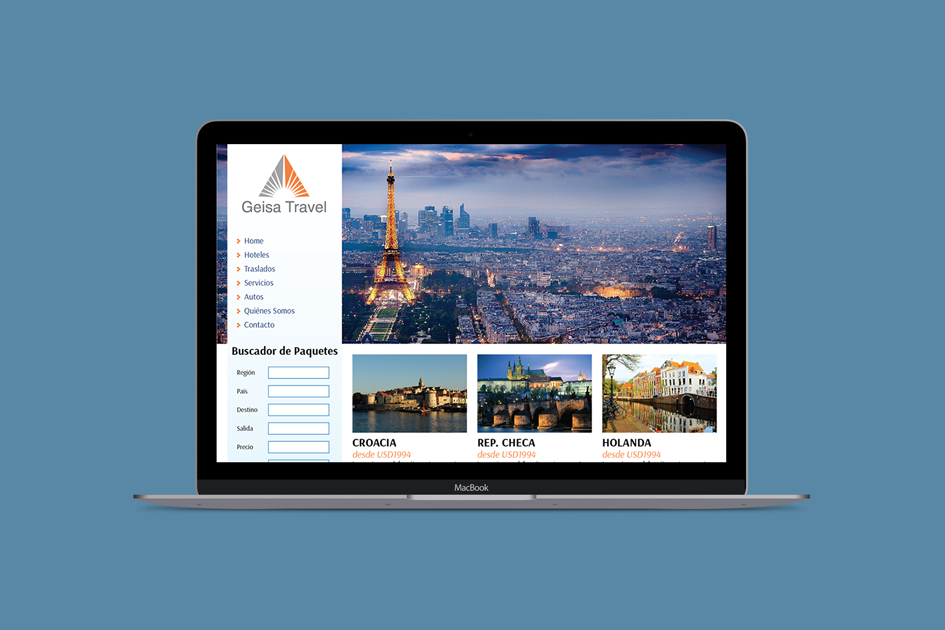 Geisa Travel
Home
Hoteles
Traslados
Servicios
Autos
Quiénes Somos
Contacto
Buscador de Paquetes
Región
País
Destino
Salida
Precio
CROACIA
desde USD1994
REP. CHECA
desde USD1994
HOLANDA
desde USD1994
MacBook